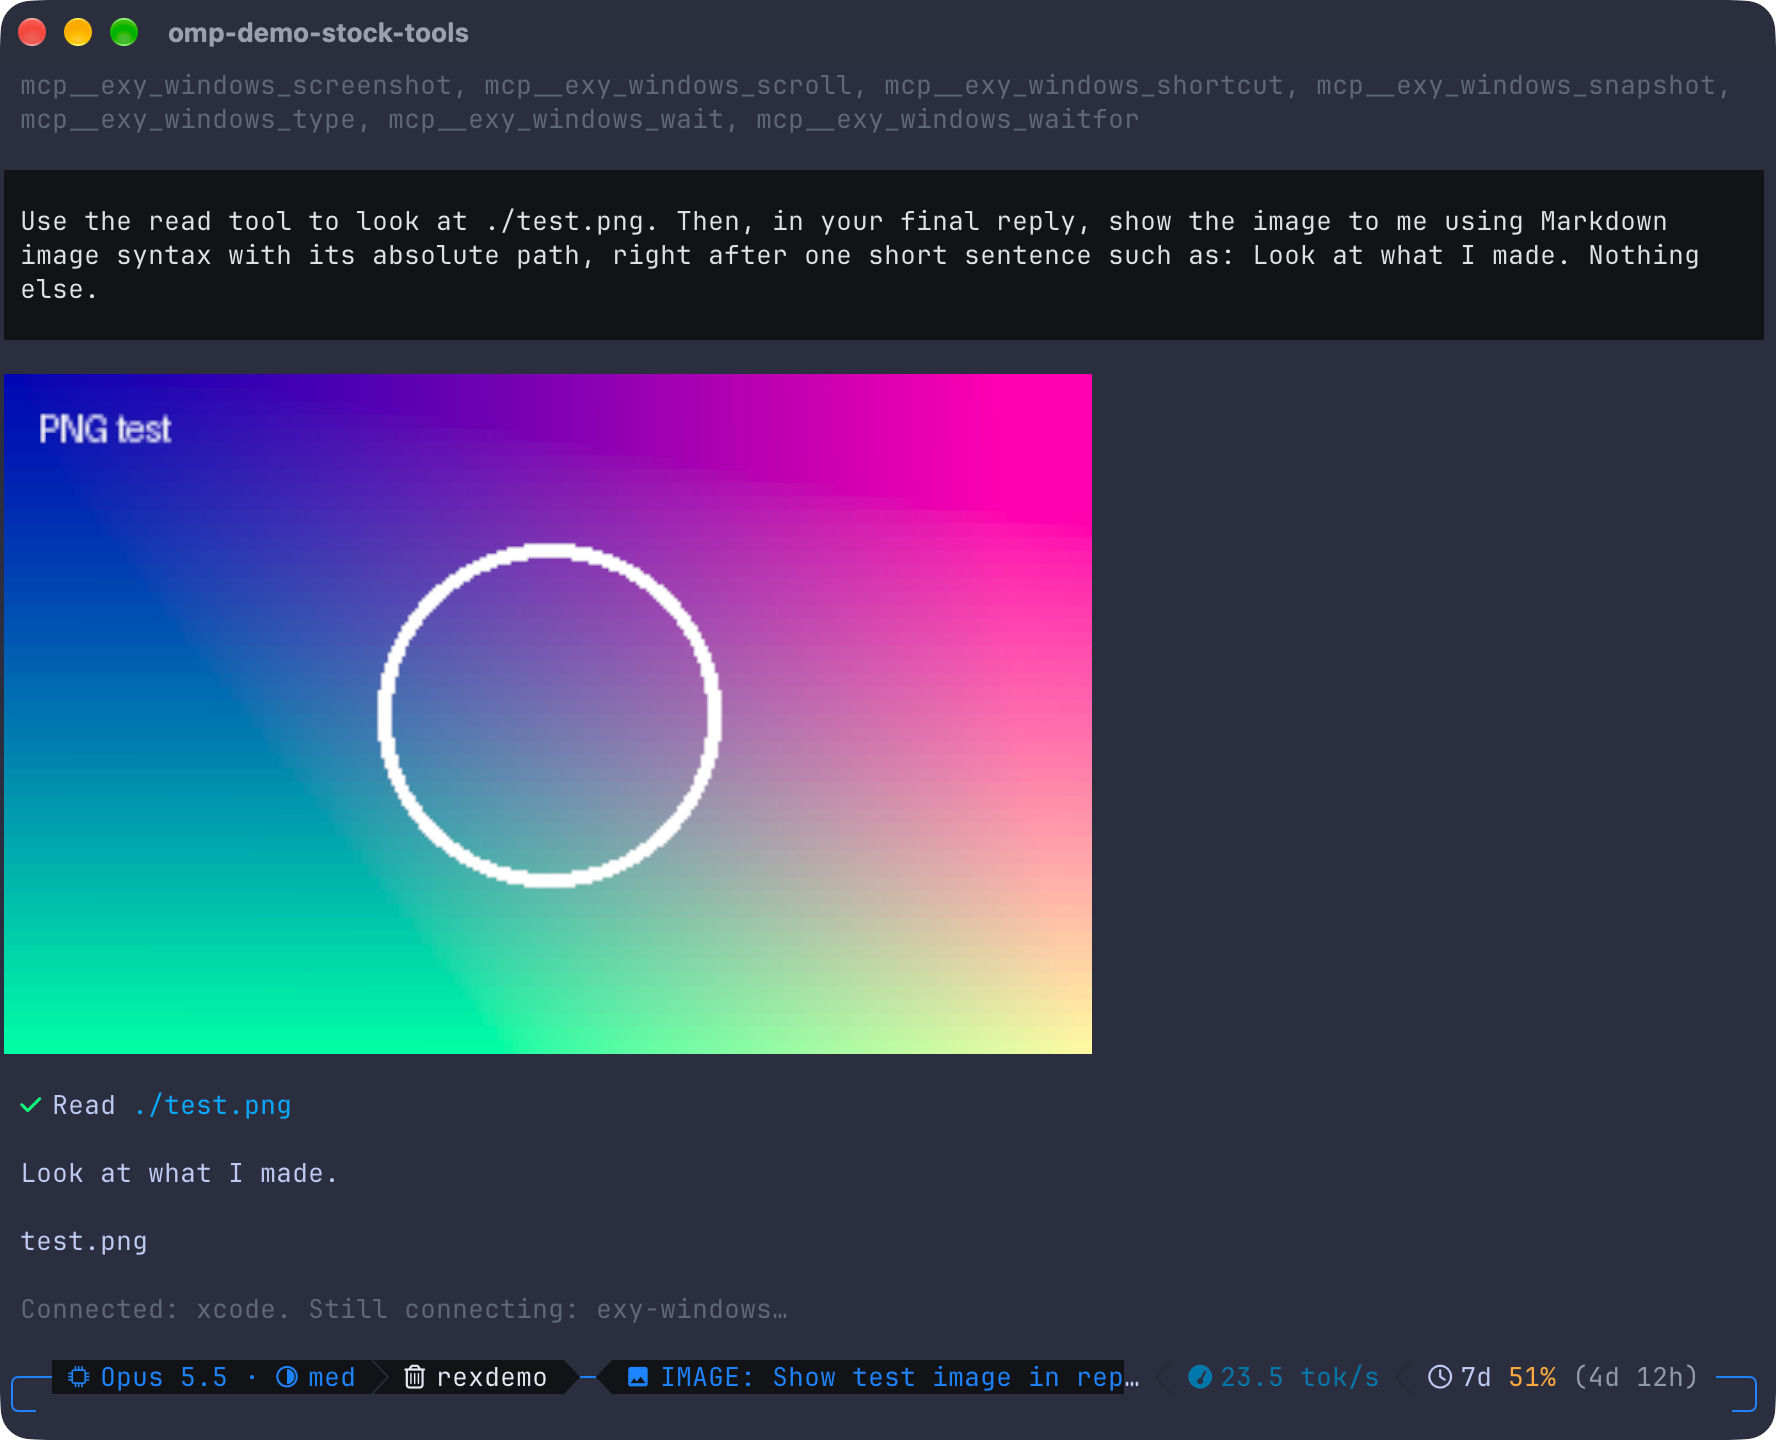 omp-demo-stock-tools
mcp__exy_windows_screenshot, mcp__exy_windows_scroll, mcp__exy_windows_shortcut, mcp__exy_windows_snapshot,
mcp__exy_windows_type, mcp__exy_windows_wait, mcp__exy_windows_waitfor
Use the read tool to look at ./test.png. Then, in your final reply, show the image to me using Markdown
image syntax with its absolute path, right after one short sentence such as: Look at what I made. Nothing
else.
PNG test
Read ./test.png
Look at what I made.
test.png
Connected: xcode. Still connecting: exy-windows…
Opus 5.5 · med rexdemo IMAGE: Show test image in rep… 23.5 tok/s 7d 51% (4d 12h)